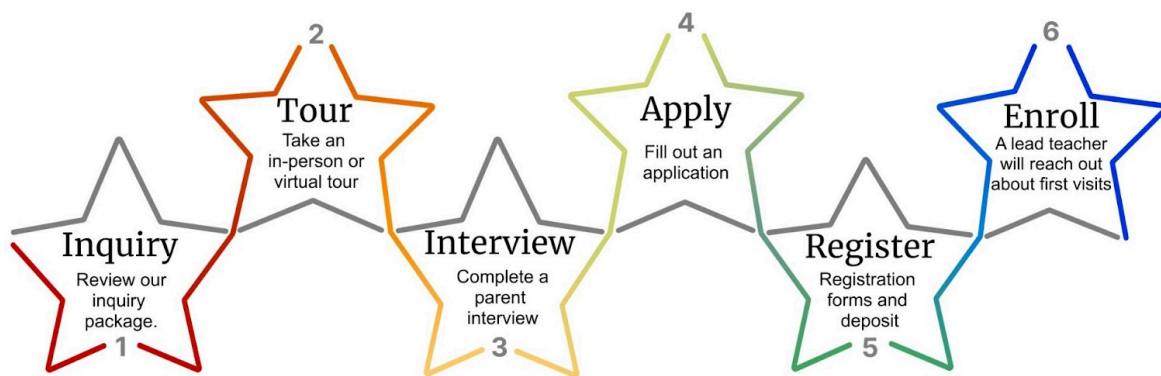 Inquiry
Review our
inquiry
package.
1
2
Tour
Take an
in-person or
virtual tour
Interview
Complete a
parent
interview
3
4
Apply
Fill out an
application
Register
Registration
forms and
deposit
5
6
Enroll
A lead teacher
will reach out
about first visits